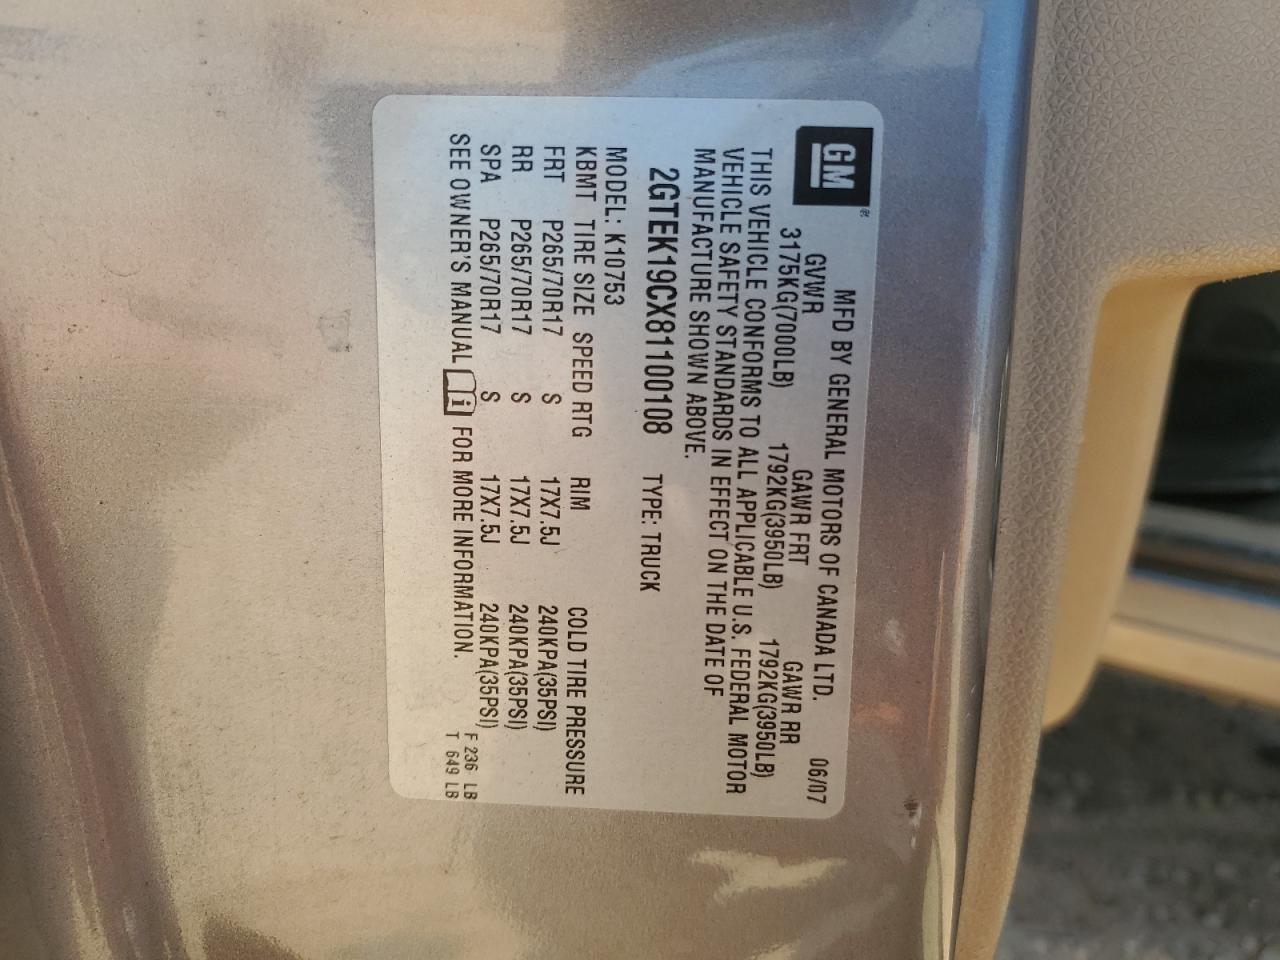 GM
MFD BY GENERAL MOTORS OF CANADA LTD. 06/07
GVWR GAWR FRT GAWR RR
3175KG(7000LB) 1792KG(3950LB) 1792KG(3950LB)
THIS VEHICLE CONFORMS TO ALL APPLICABLE U.S. FEDERAL MOTOR
VEHICLE SAFETY STANDARDS IN EFFECT ON THE DATE OF
MANUFACTURE SHOWN ABOVE.
2GTEK19CX81100108 TYPE: TRUCK
MODEL: K10753
KBMT TIRE SIZE SPEED RTG RIM COLD TIRE PRESSURE
FRT P265/70R17 S 17X7.5J 240KPA(35PSI)
RR P265/70R17 S 17X7.5J 240KPA(35PSI)
SPA P265/70R17 S 17X7.5J 240KPA(35PSI)
SEE OWNER'S MANUAL i FOR MORE INFORMATION.
F 236 LB
T 649 LB